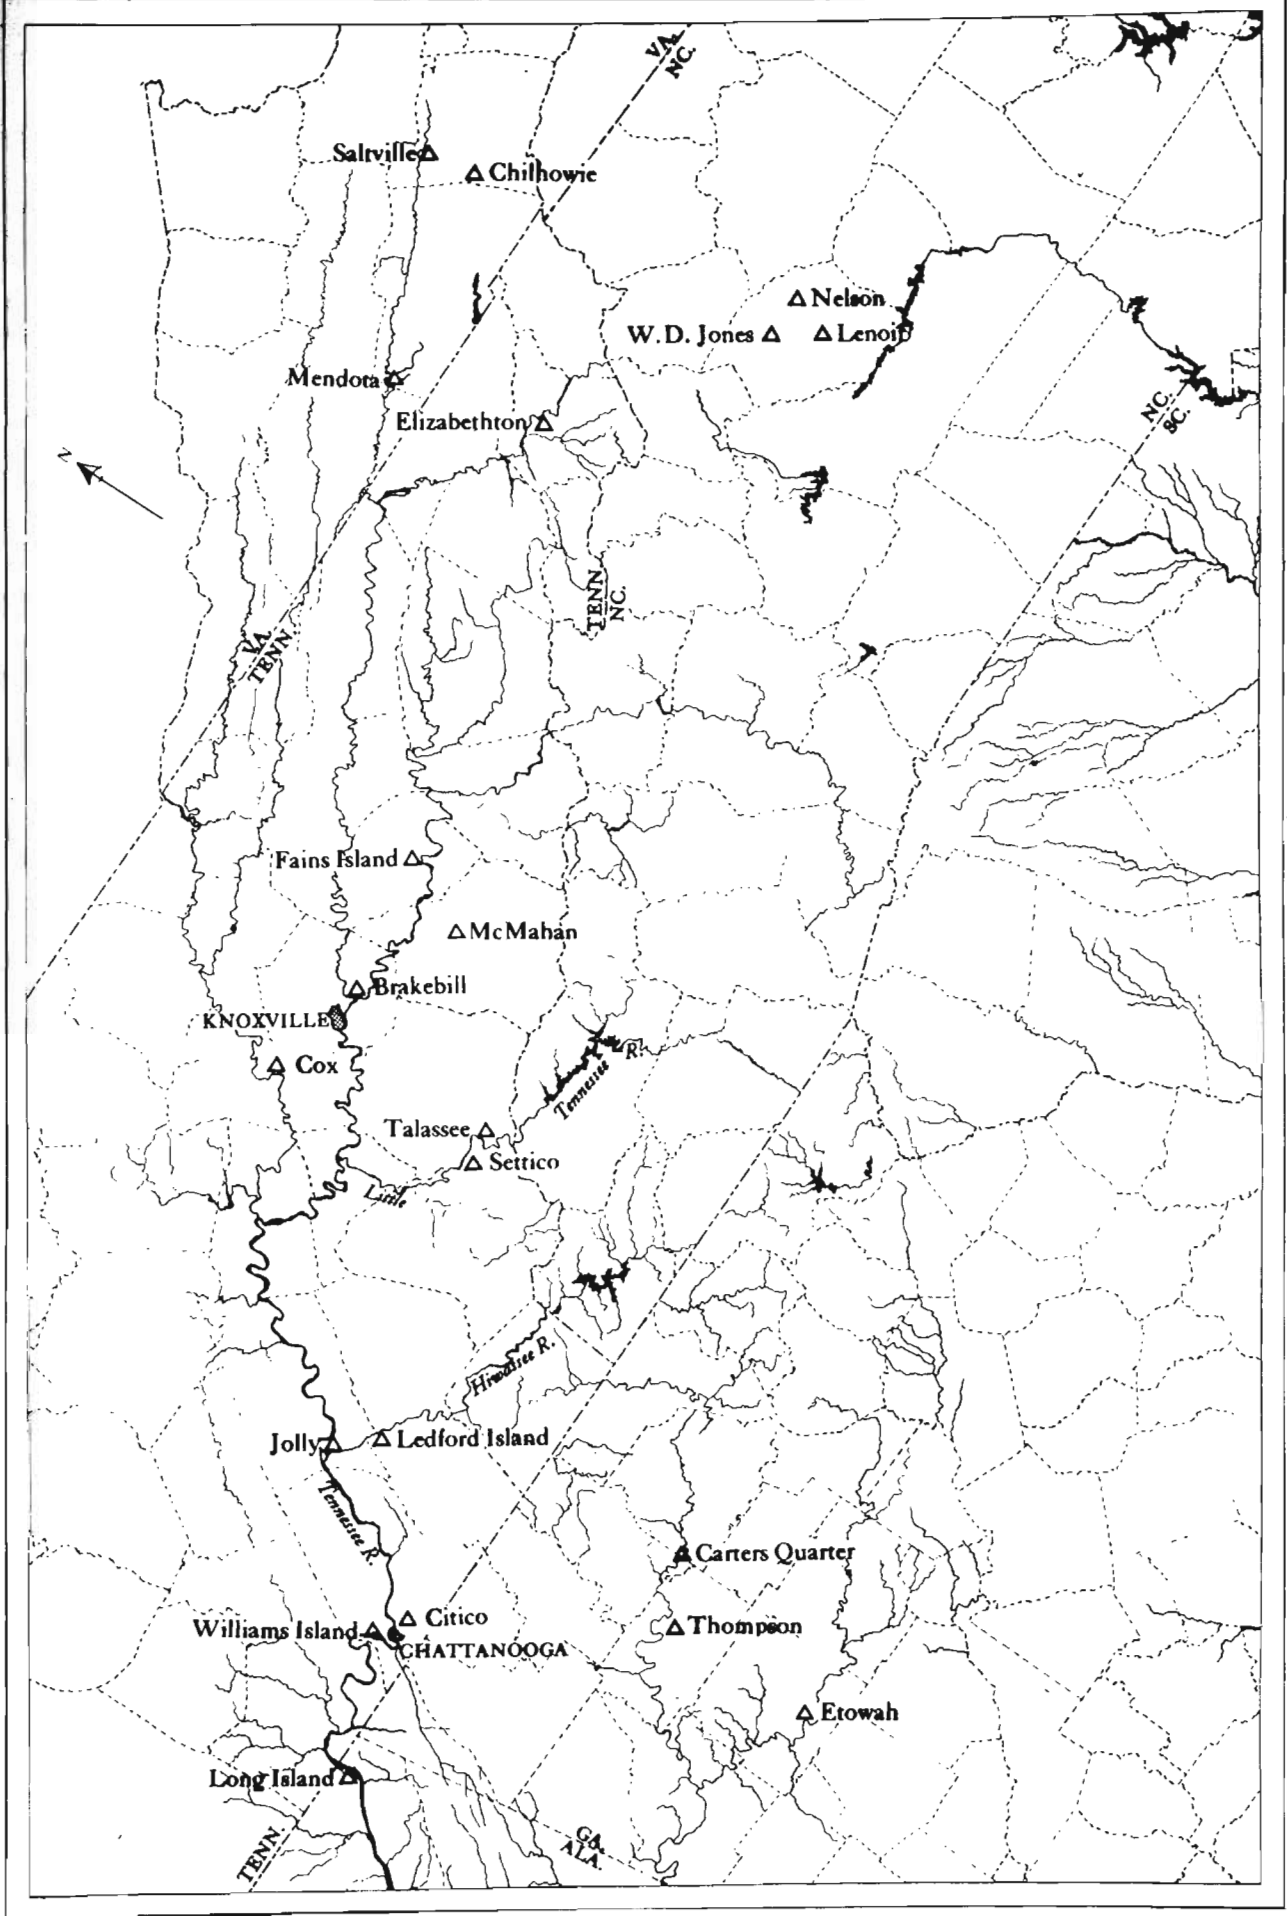 VA.
NC.
Saltville
Chilhowie
Nelson
W.D. Jones
Lenoir
Mendota
Elizabethton
NC.
SC.
N
TENN
NC.
VA.
TENN
Fains Island
McMahan
Brakebill
KNOXVILLE
Cox
R.
Tennessee
Talassee
Settico
Little
Hiwassee R.
Jolly
Ledford Island
Tennessee R.
Carters Quarter
Citico
Williams Island
Thompson
CHATTANOOGA
Etowah
Long Island
GA.
ALA.
TENN